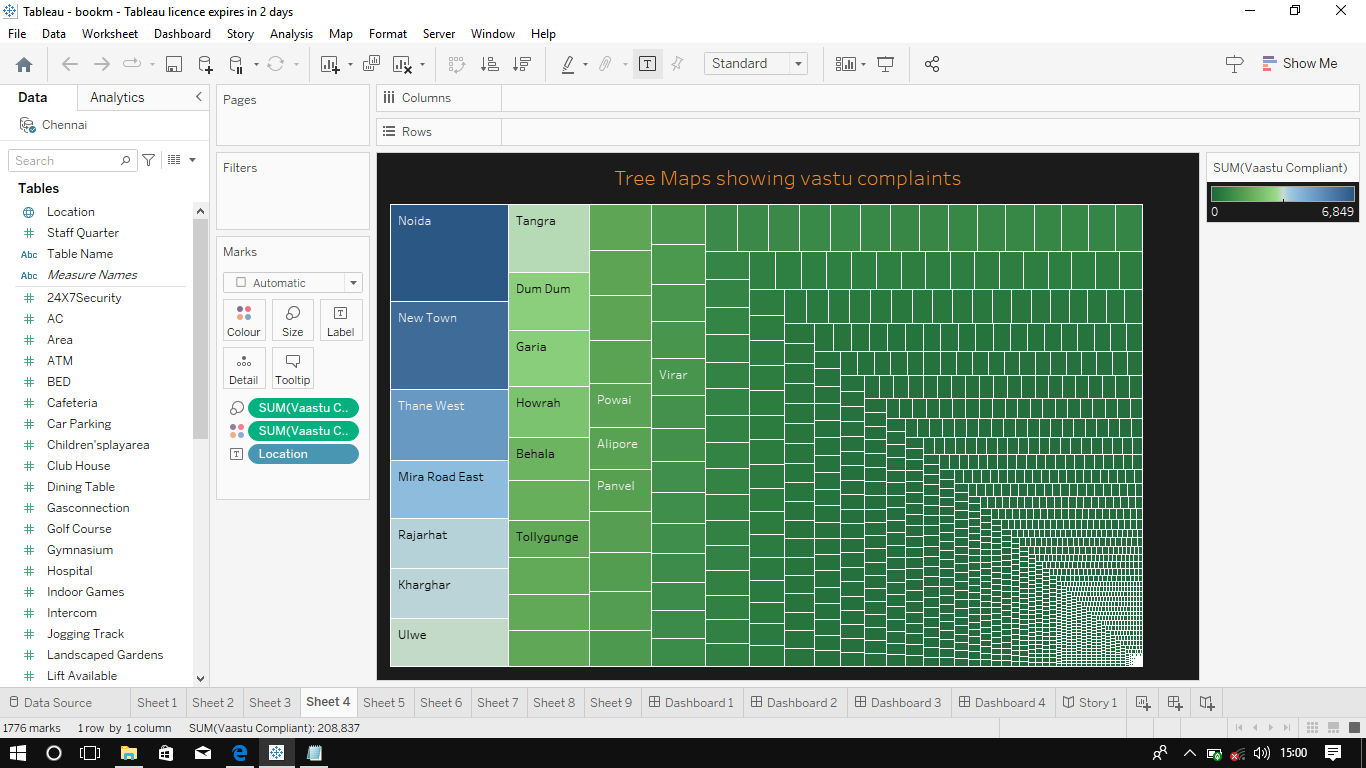 Tableau - bookm - Tableau licence expires in 2 days
File Data Worksheet Dashboard Story Analysis Map Format Server Window Help
Standard
Show Me
Data Analytics
Chennai
Search
Tables
Location
Staff Quarter
Abc Table Name
Abc Measure Names
24X7Security
AC
Area
ATM
BED
Cafeteria
Car Parking
Children'splayarea
Club House
Dining Table
Gasconnection
Golf Course
Gymnasium
Hospital
Indoor Games
Intercom
Jogging Track
Landscaped Gardens
Lift Available
Pages
Filters
Marks
Automatic
Colour Size Label
Detail Tooltip
SUM(Vaastu C..
SUM(Vaastu C..
Location
Columns
Rows
Tree Maps showing vastu complaints
Noida
New Town
Thane West
Mira Road East
Rajarhat
Kharghar
Ulwe
Tangra
Dum Dum
Garia
Howrah
Behala
Tollygunge
Powai
Alipore
Panvel
Virar
SUM(Vaastu Compliant)
0 6,849
Data Source Sheet 1 Sheet 2 Sheet 3 Sheet 4 Sheet 5 Sheet 6 Sheet 7 Sheet 8 Sheet 9 Dashboard 1 Dashboard 2 Dashboard 3 Dashboard 4 Story 1
1776 marks 1 row by 1 column SUM(Vaastu Compliant): 208,837
15:00